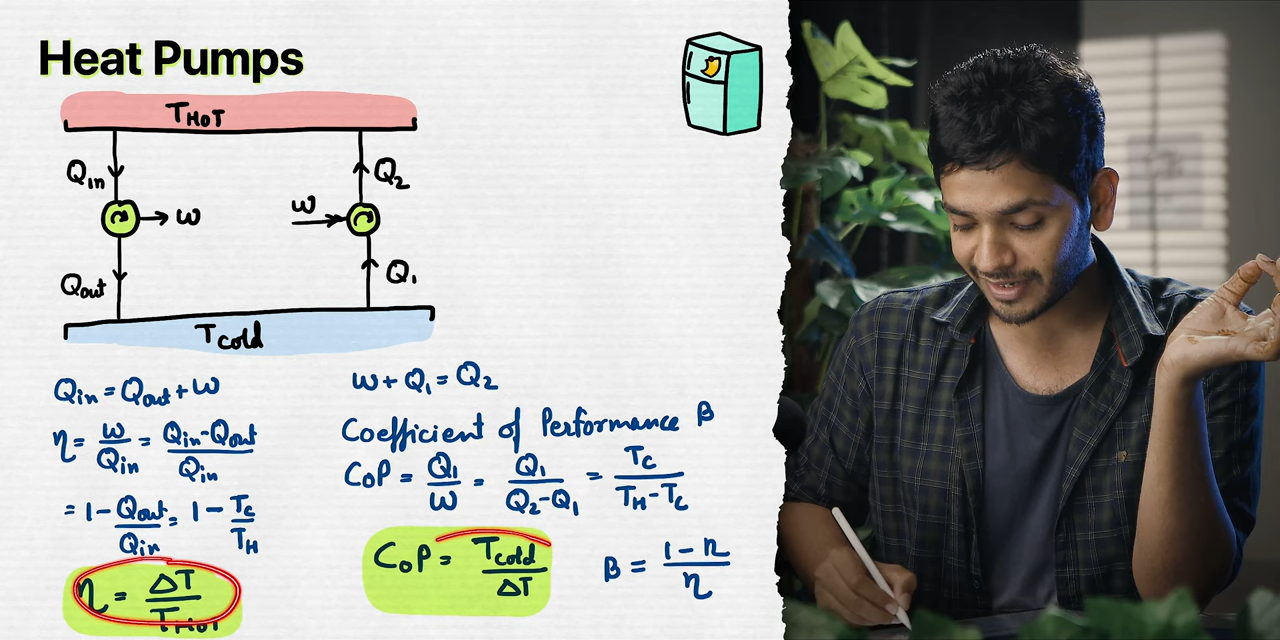 Heat Pumps
THOT
Qin
Q2
W
W
Qout
Q1
Tcold
Qin = Qout + W
W + Q1 = Q2
η = W/Qin = Qin-Qout/Qin
Coefficient of Performance β
CoP = Q1/W = Q1/Q2-Q1 = TC/TH-TC
= 1 - Qout/Qin = 1 - TC/TH
CoP = Tcold/ΔT
β = 1-η/η
η = ΔT/THOT